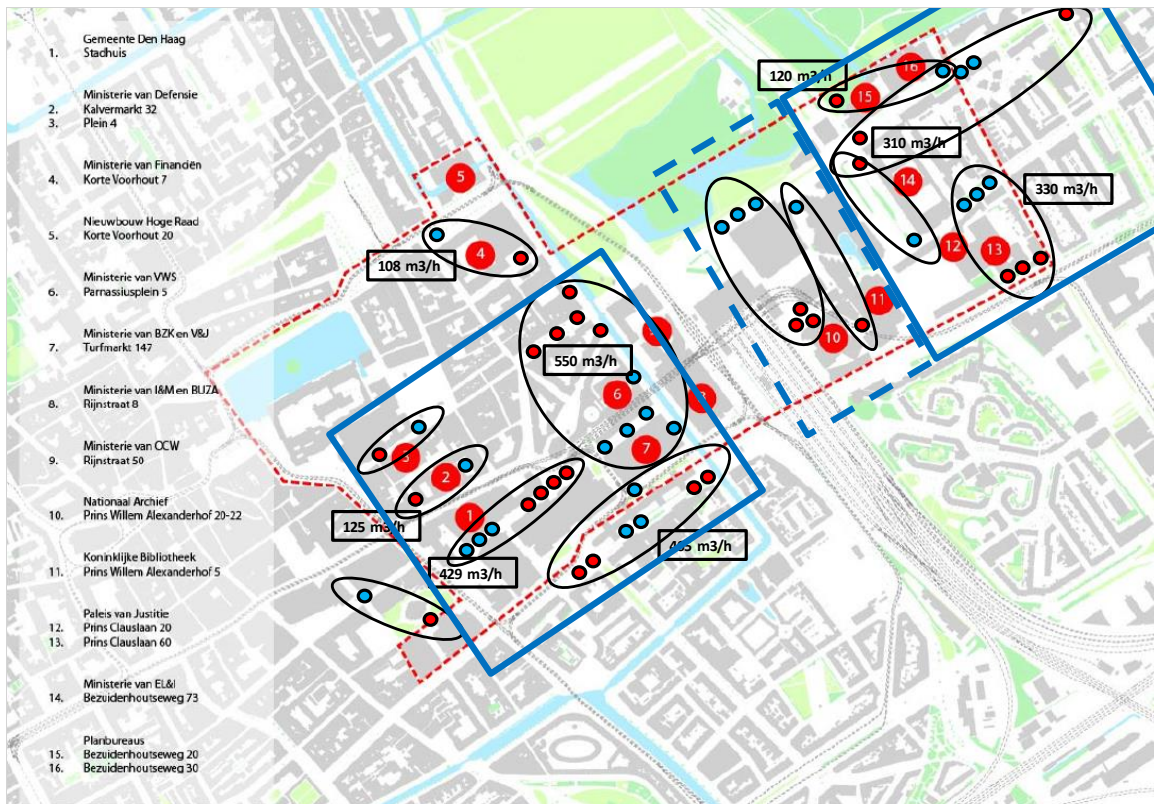 Gemeente Den Haag
1. Stadhuis
Ministerie van Defensie
2. Kalvermarkt 32
3. Plein 4
Ministerie van Financiën
4. Korte Voorhout 7
Nieuwbouw Hoge Raad
5. Korte Voorhout 20
Ministerie van VWS
6. Parnassiusplein 5
Ministerie van BZK en V&J
7. Turfmarkt 147
Ministerie van I&M en BUZA
8. Rijnstraat 8
Ministerie van OCW
9. Rijnstraat 50
Nationaal Archief
10. Prins Willem Alexanderhof 20-22
Koninklijke Bibliotheek
11. Prins Willem Alexanderhof 5
Paleis van Justitie
12. Prins Clauslaan 20
13. Prins Clauslaan 60
Ministerie van EL&I
14. Bezuidenhoutseweg 73
Planbureaus
15. Bezuidenhoutseweg 20
16. Bezuidenhoutseweg 30
16
120 m3/h
15
310 m3/h
5
14
330 m3/h
4
108 m3/h
12
13
11
10
550 m3/h
6
7
3
2
125 m3/h
1
429 m3/h
m3/h